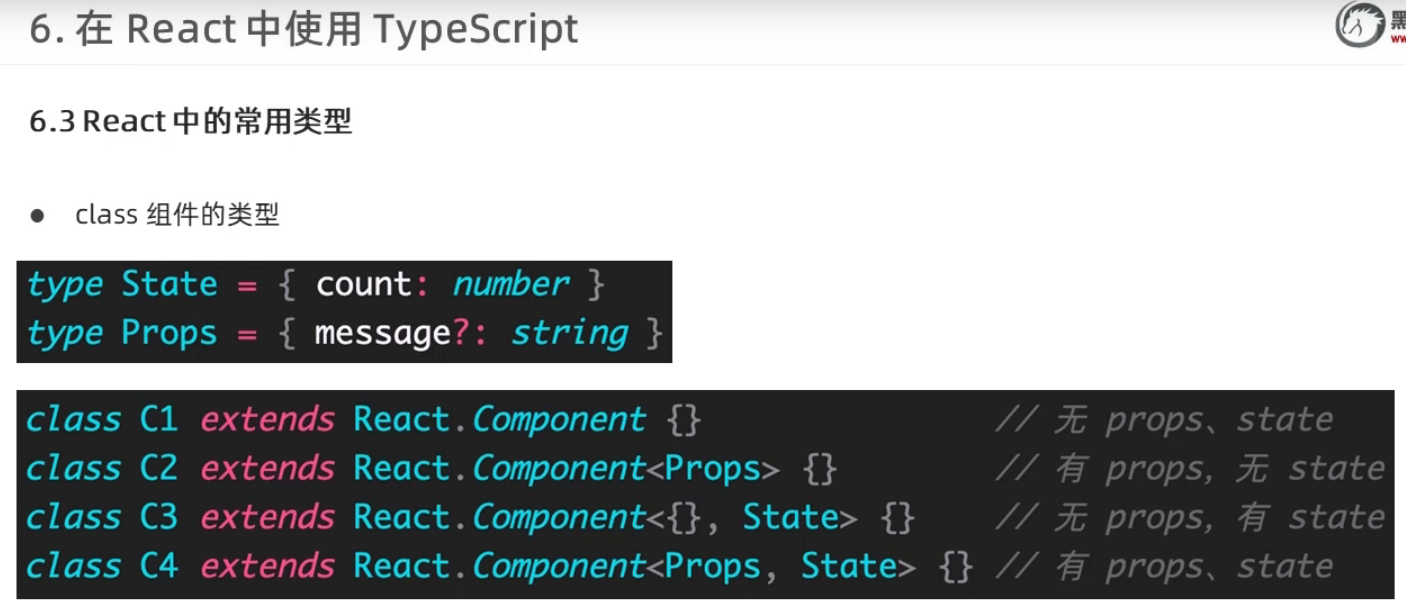 6. 在 React 中使用 TypeScript
黑
ww
6.3 React 中的常用类型
● class 组件的类型
type State = { count: number }
type Props = { message?: string }
class C1 extends React.Component {} // 无 props、state
class C2 extends React.Component<Props> {} // 有 props, 无 state
class C3 extends React.Component<{}, State> {} // 无 props, 有 state
class C4 extends React.Component<Props, State> {} // 有 props、state